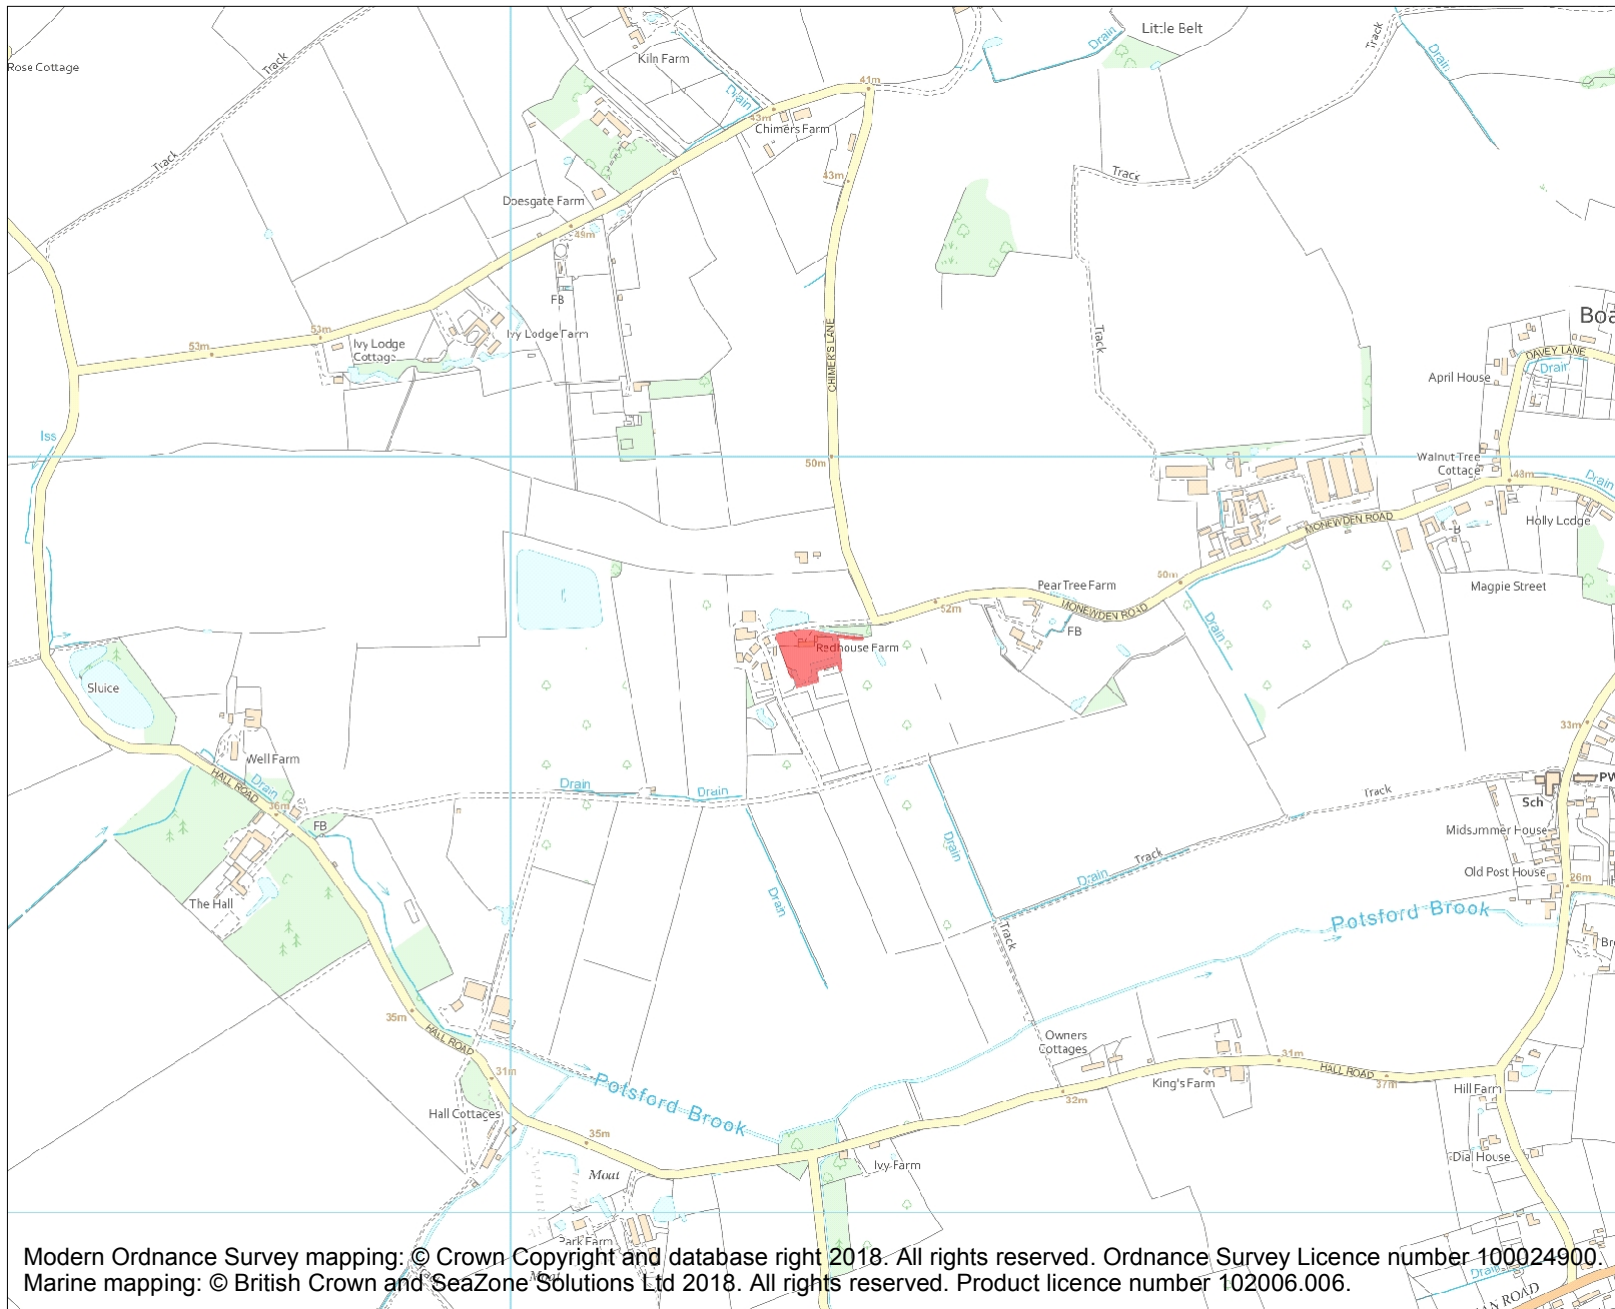 Little Belt
Drain
Track
Drain
Kiln Farm
Rose Cottage
Track
41m
Drain
43m
Chimers Farm
Track
43m
Track
Doesgate Farm
49m
FB
Boa
CHIMER'S LANE
53m
Ivy Lodge Farm
53m
Ivy Lodge
Cottage
Track
DAVEY LANE
Drain
April House
Iss
50m
Walnut Tree
Cottage
48m
Drain
MONEWDEN ROAD
Holly Lodge
50m
Pear Tree Farm
Magpie Street
52m
MONEWDEN ROAD
FB
Drain
Redhouse Farm
Sluice
33m
Well Farm
HALL ROAD
Drain
Drain
Drain
PW
Track
Sch
36m
FB
Midsummer House
Drain
Track
Old Post House
Drain
26m
The Hall
Drain
Potsford Brook
Track
Br
35m
HALL ROAD
Owners
Cottages
31m
HALL ROAD
31m
Potsford Brook
King's Farm
37m
Hill Farm
32m
Hall Cottages
35m
Dial House
Ivy Farm
Moat
Park Farm
Modern Ordnance Survey mapping: © Crown Copyright and database right 2018. All rights reserved. Ordnance Survey Licence number 100024900.
Moat
Track
Drain
Marine mapping: © British Crown and SeaZone Solutions Ltd 2018. All rights reserved. Product licence number 102006.006.
ROAD